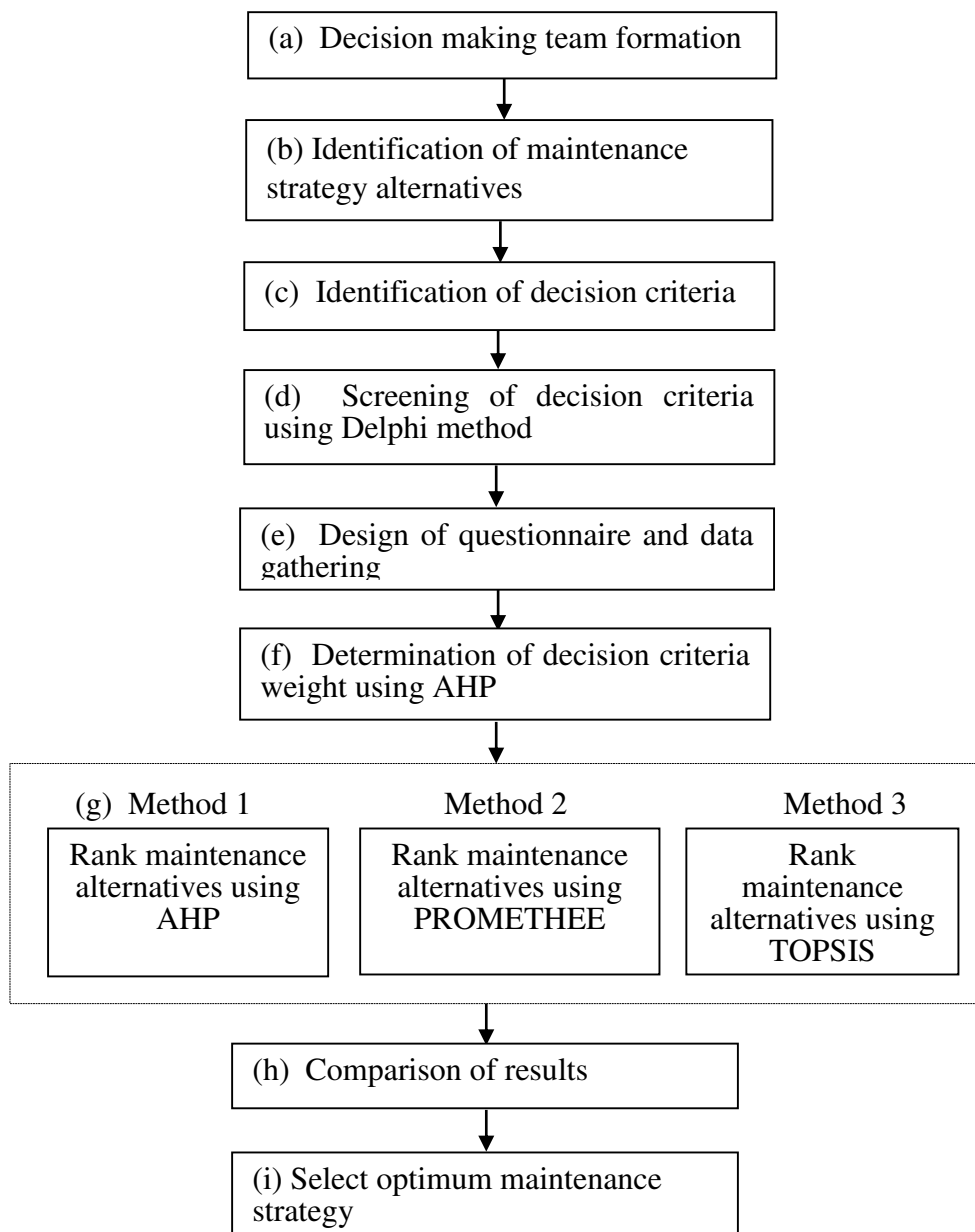 (a) Decision making team formation
(b) Identification of maintenance
strategy alternatives
(c) Identification of decision criteria
(d) Screening of decision criteria
using Delphi method
(e) Design of questionnaire and data
gathering
(f) Determination of decision criteria
weight using AHP
(g) Method 1
Rank maintenance
alternatives using
AHP
Method 2
Rank maintenance
alternatives using
PROMETHEE
Method 3
Rank
maintenance
alternatives using
TOPSIS
(h) Comparison of results
(i) Select optimum maintenance
strategy